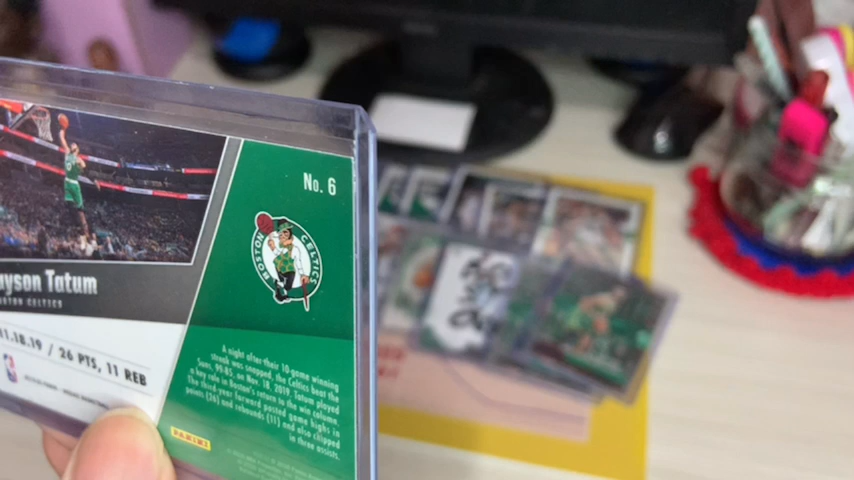 No. 6
BOSTON CELTICS
ayson Tatum
OSTON CELTICS
11.18.19 / 26 PTS, 11 REB
A night after their 10-game winning
streak was snapped, the Celtics beat the
Suns, 99-85, on Nov. 18, 2019. Tatum played
a key role in Boston's return to the win column.
The third-year forward posted game highs in
points (26) and rebounds (11) and also chipped
in three assists.
PANINI